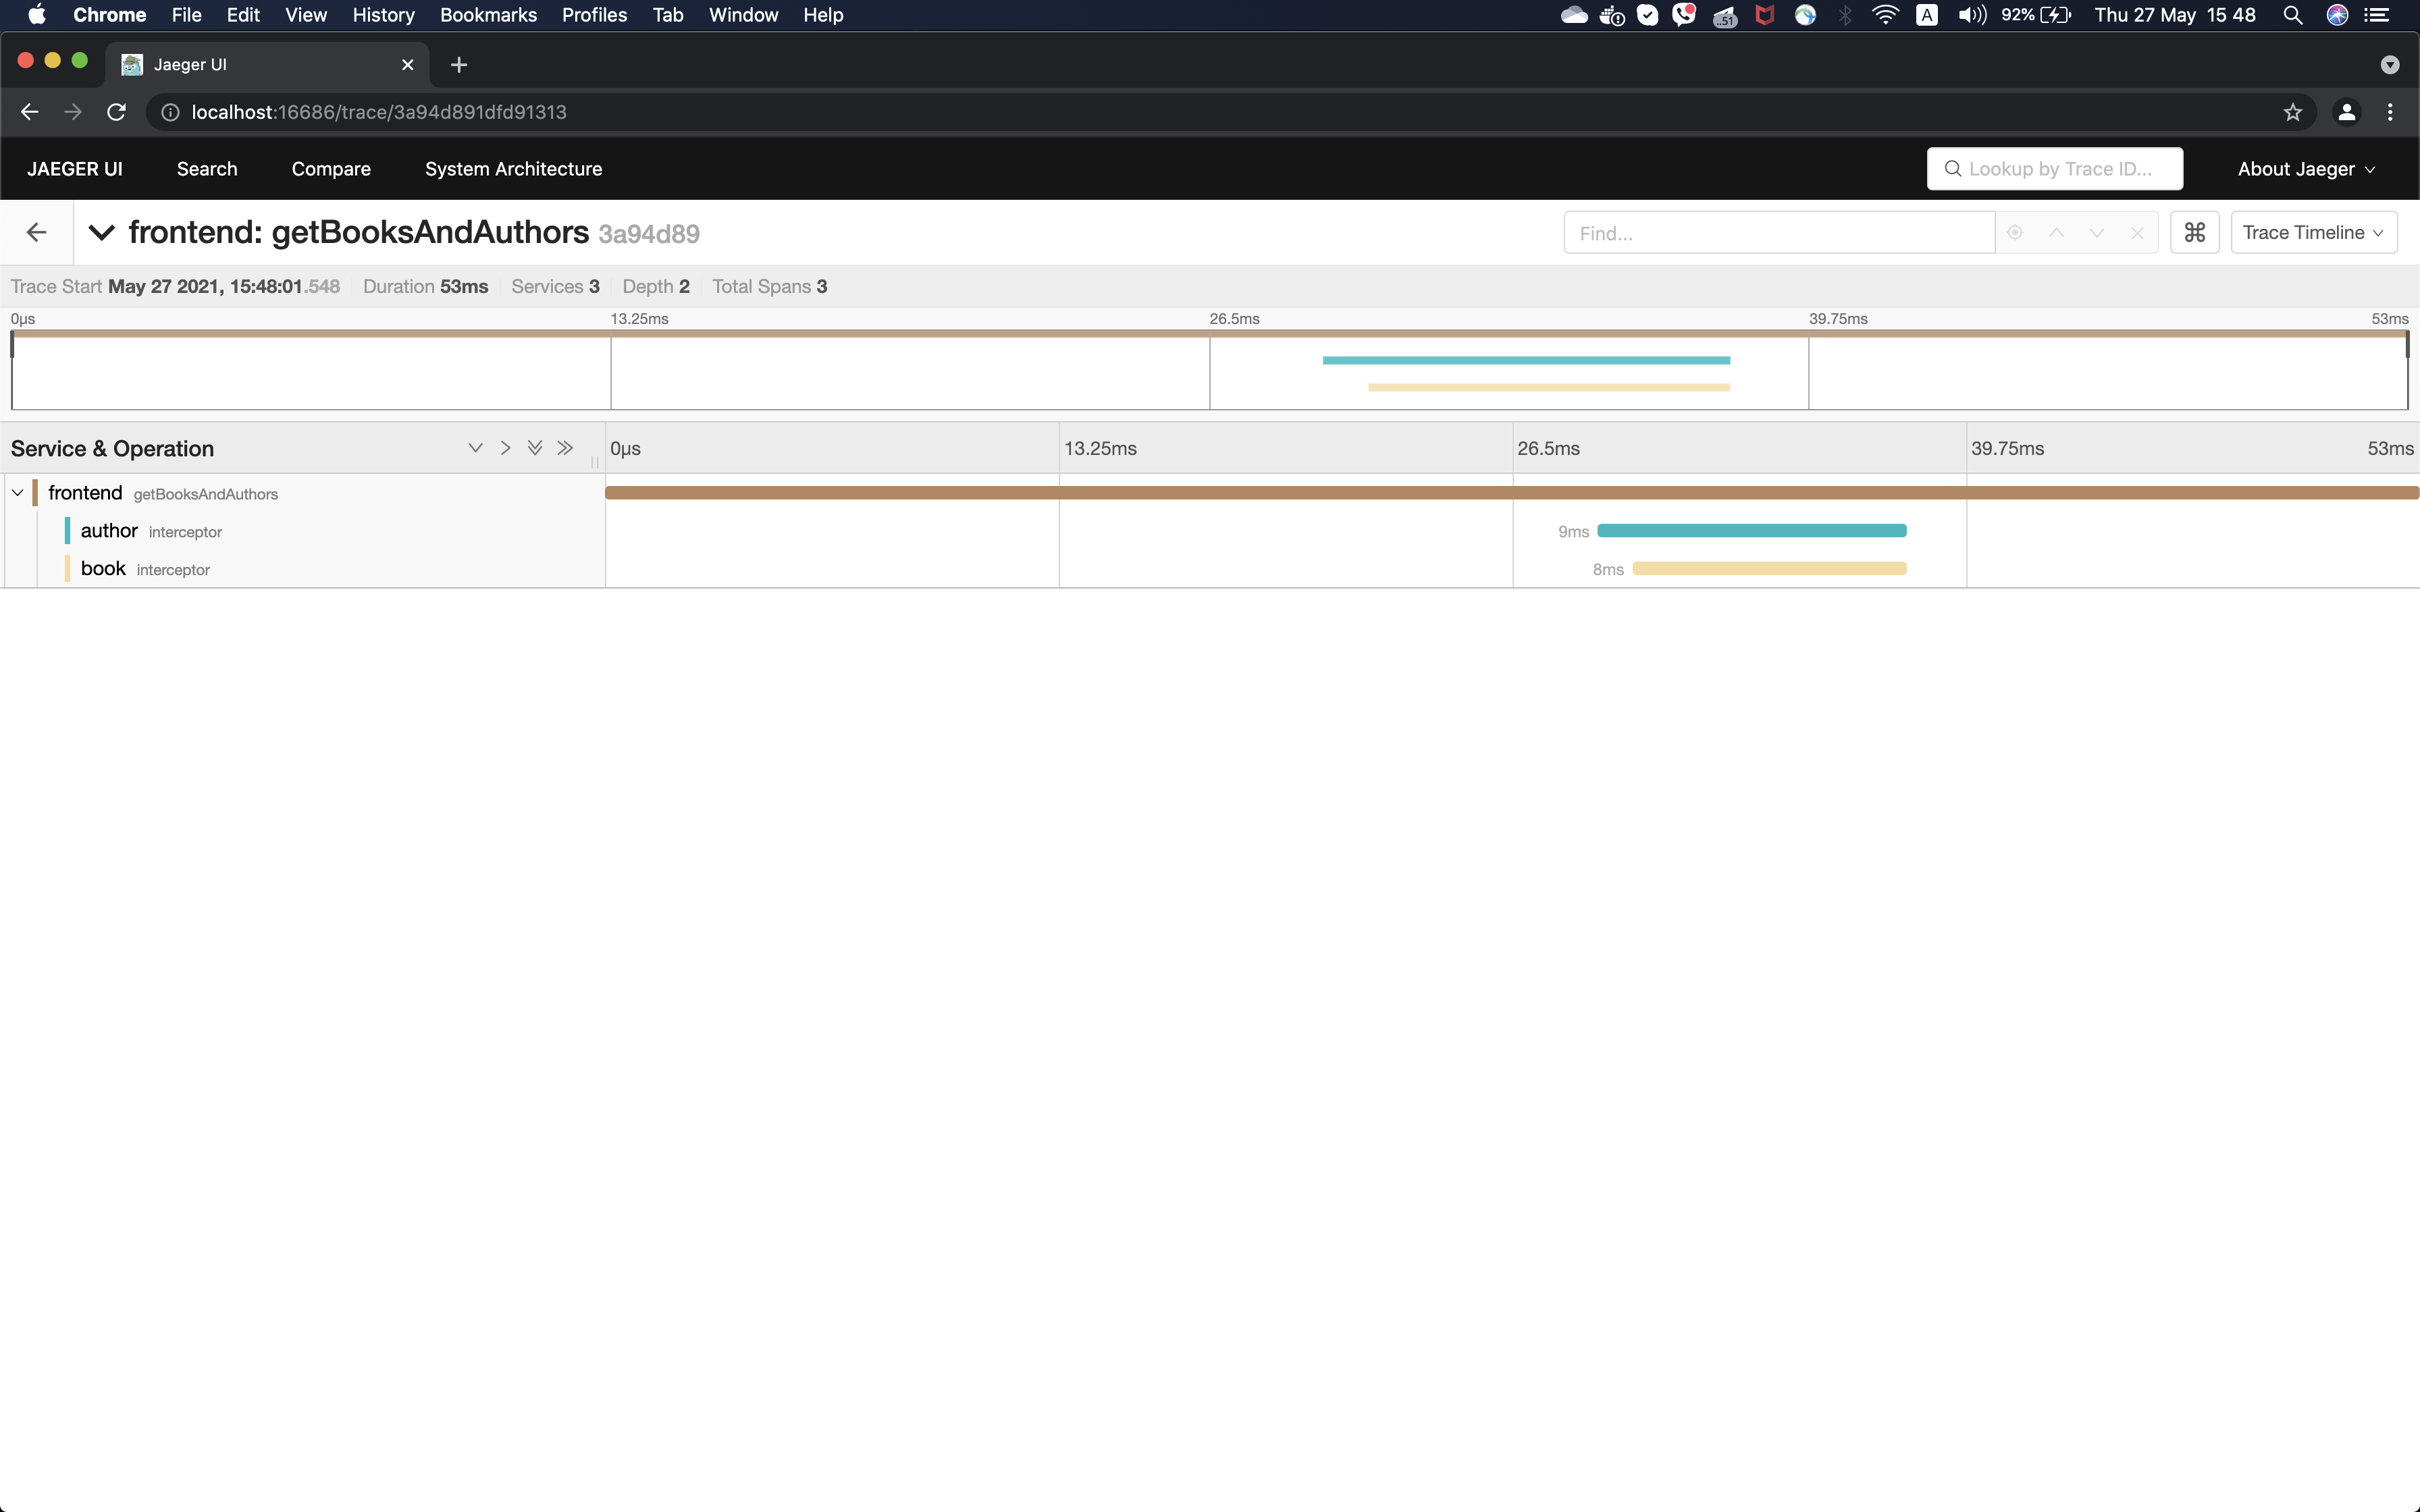 Chrome File Edit View History Bookmarks Profiles Tab Window Help .51 A 92% Thu 27 May 15 48
Jaeger UI
localhost:16686/trace/3a94d891dfd91313
JAEGER UI Search Compare System Architecture Lookup by Trace ID... About Jaeger
frontend: getBooksAndAuthors 3a94d89 Find... ⌘ Trace Timeline
Trace Start May 27 2021, 15:48:01.548 Duration 53ms Services 3 Depth 2 Total Spans 3
0μs 13.25ms 26.5ms 39.75ms 53ms
Service & Operation 0μs 13.25ms 26.5ms 39.75ms 53ms
frontend getBooksAndAuthors
author interceptor 9ms
book interceptor 8ms